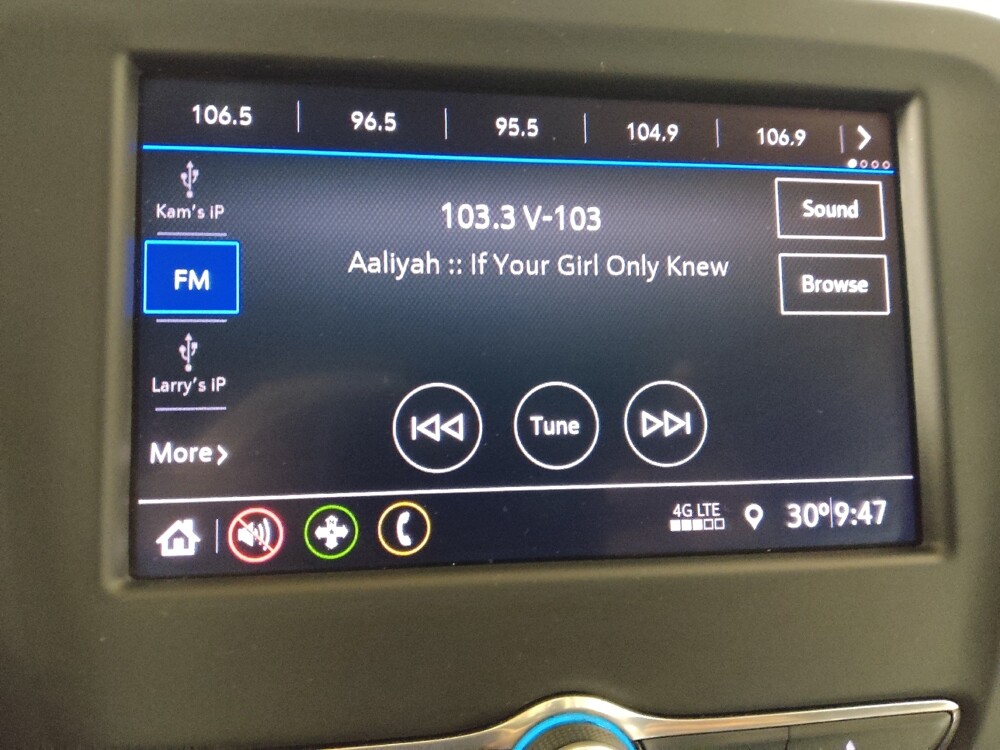 106.5 96.5 95.5 104.9 106.9
Kam's iP
103.3 V-103
Sound
FM
Aaliyah :: If Your Girl Only Knew
Browse
Larry's iP
Tune
More
4G LTE
30° 9:47